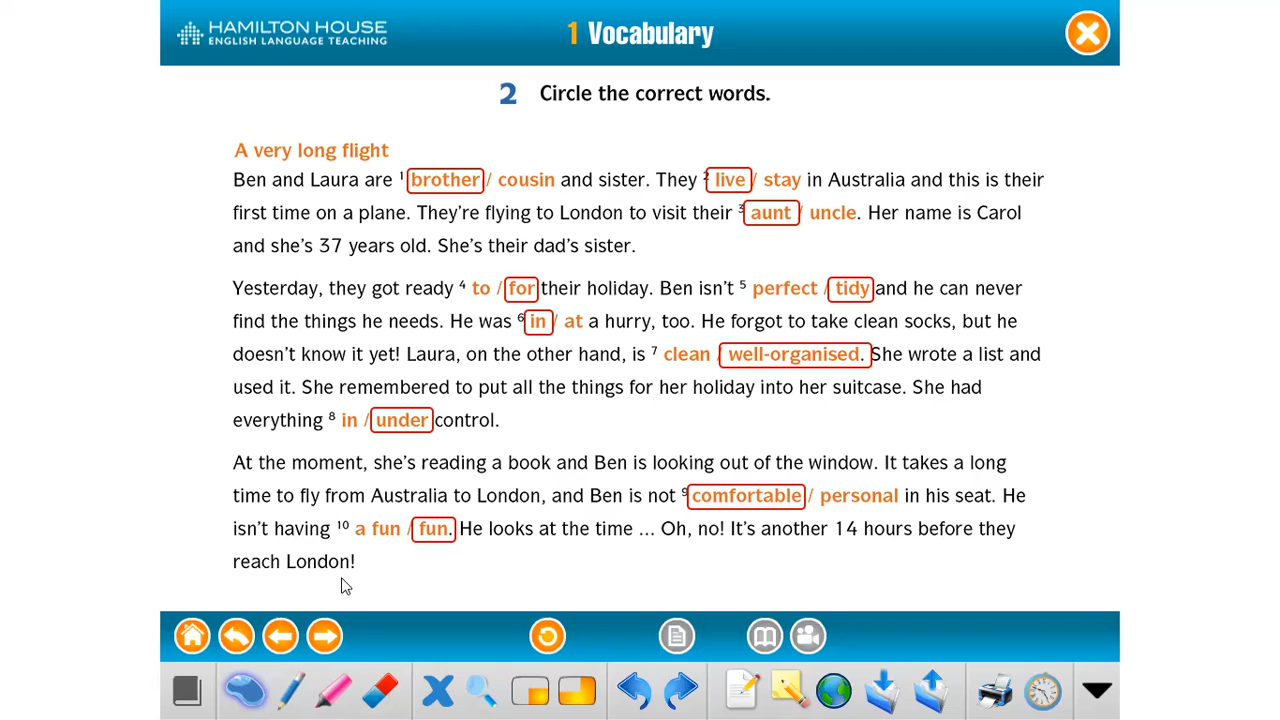 HAMILTON HOUSE
ENGLISH LANGUAGE TEACHING
1 Vocabulary
2 Circle the correct words.
A very long flight
Ben and Laura are 1 brother / cousin and sister. They 2 live / stay in Australia and this is their
first time on a plane. They're flying to London to visit their 3 aunt / uncle. Her name is Carol
and she's 37 years old. She's their dad's sister.
Yesterday, they got ready 4 to / for their holiday. Ben isn't 5 perfect / tidy and he can never
find the things he needs. He was 6 in / at a hurry, too. He forgot to take clean socks, but he
doesn't know it yet! Laura, on the other hand, is 7 clean / well-organised. She wrote a list and
used it. She remembered to put all the things for her holiday into her suitcase. She had
everything 8 in / under control.
At the moment, she's reading a book and Ben is looking out of the window. It takes a long
time to fly from Australia to London, and Ben is not 9 comfortable / personal in his seat. He
isn't having 10 a fun / fun. He looks at the time ... Oh, no! It's another 14 hours before they
reach London!